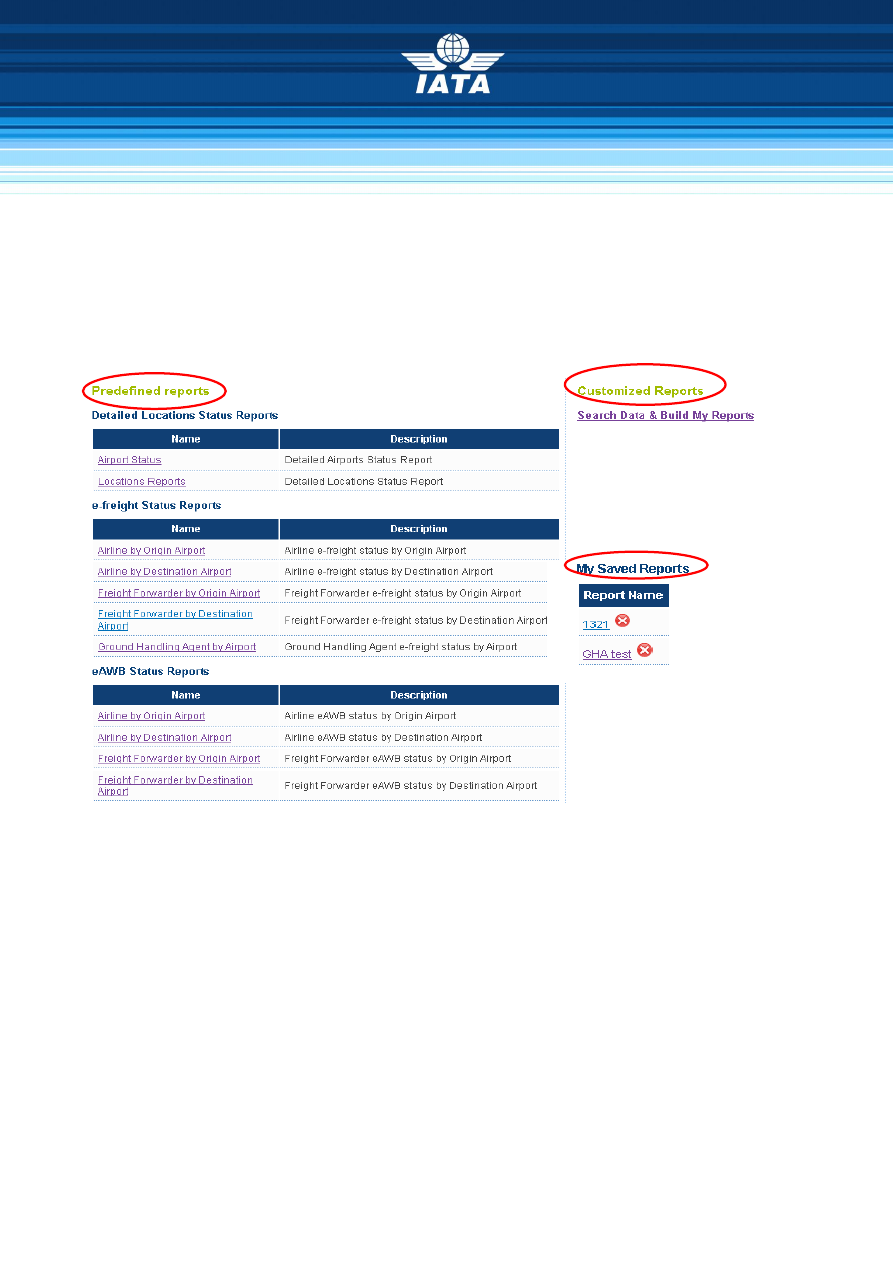 IATA
Predefined reports
Detailed Locations Status Reports
Name Description
Airport Status Detailed Airports Status Report
Locations Reports Detailed Locations Status Report
e-freight Status Reports
Name Description
Airline by Origin Airport Airline e-freight status by Origin Airport
Airline by Destination Airport Airline e-freight status by Destination Airport
Freight Forwarder by Origin Airport Freight Forwarder e-freight status by Origin Airport
Freight Forwarder by Destination
Airport Freight Forwarder e-freight status by Destination Airport
Ground Handling Agent by Airport Ground Handling Agent e-freight status by Airport
eAWB Status Reports
Name Description
Airline by Origin Airport Airline eAWB status by Origin Airport
Airline by Destination Airport Airline eAWB status by Destination Airport
Freight Forwarder by Origin Airport Freight Forwarder eAWB status by Origin Airport
Freight Forwarder by Destination
Airport Freight Forwarder eAWB status by Destination Airport
Customized Reports
Search Data & Build My Reports
My Saved Reports
Report Name
1321
GHA test